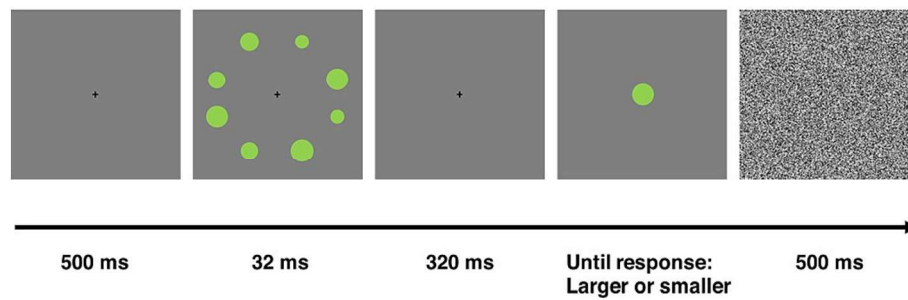 500 ms
32 ms
320 ms
Until response:
Larger or smaller
500 ms